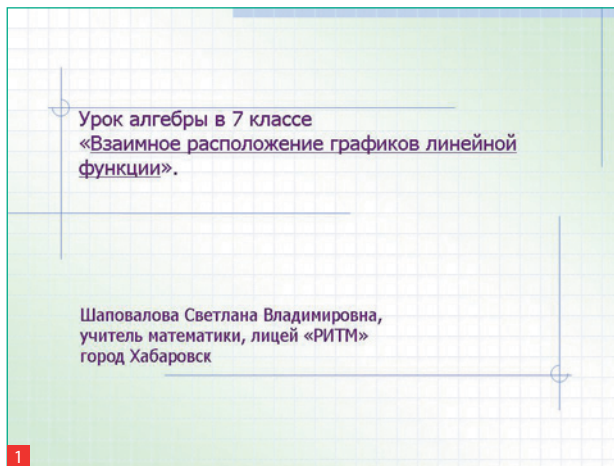 Урок алгебры в 7 классе
«Взаимное расположение графиков линейной
функции».
Шаповалова Светлана Владимировна,
учитель математики, лицей «РИТМ»
город Хабаровск
1